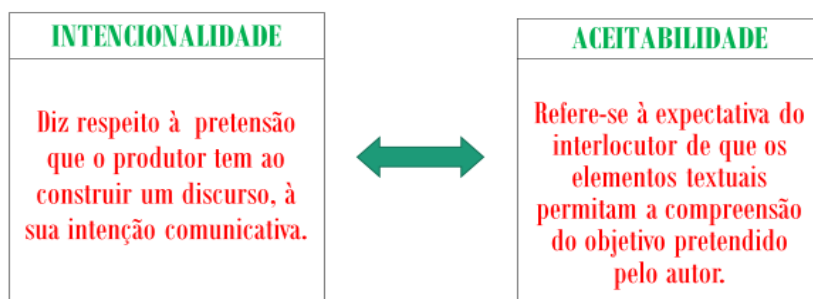 INTENCIONALIDADE
Diz respeito à pretensão
que o produtor tem ao
construir um discurso, à
sua intenção comunicativa.
ACEITABILIDADE
Refere-se à expectativa do
interlocutor de que os
elementos textuais
permitam a compreensão
do objetivo pretendido
pelo autor.